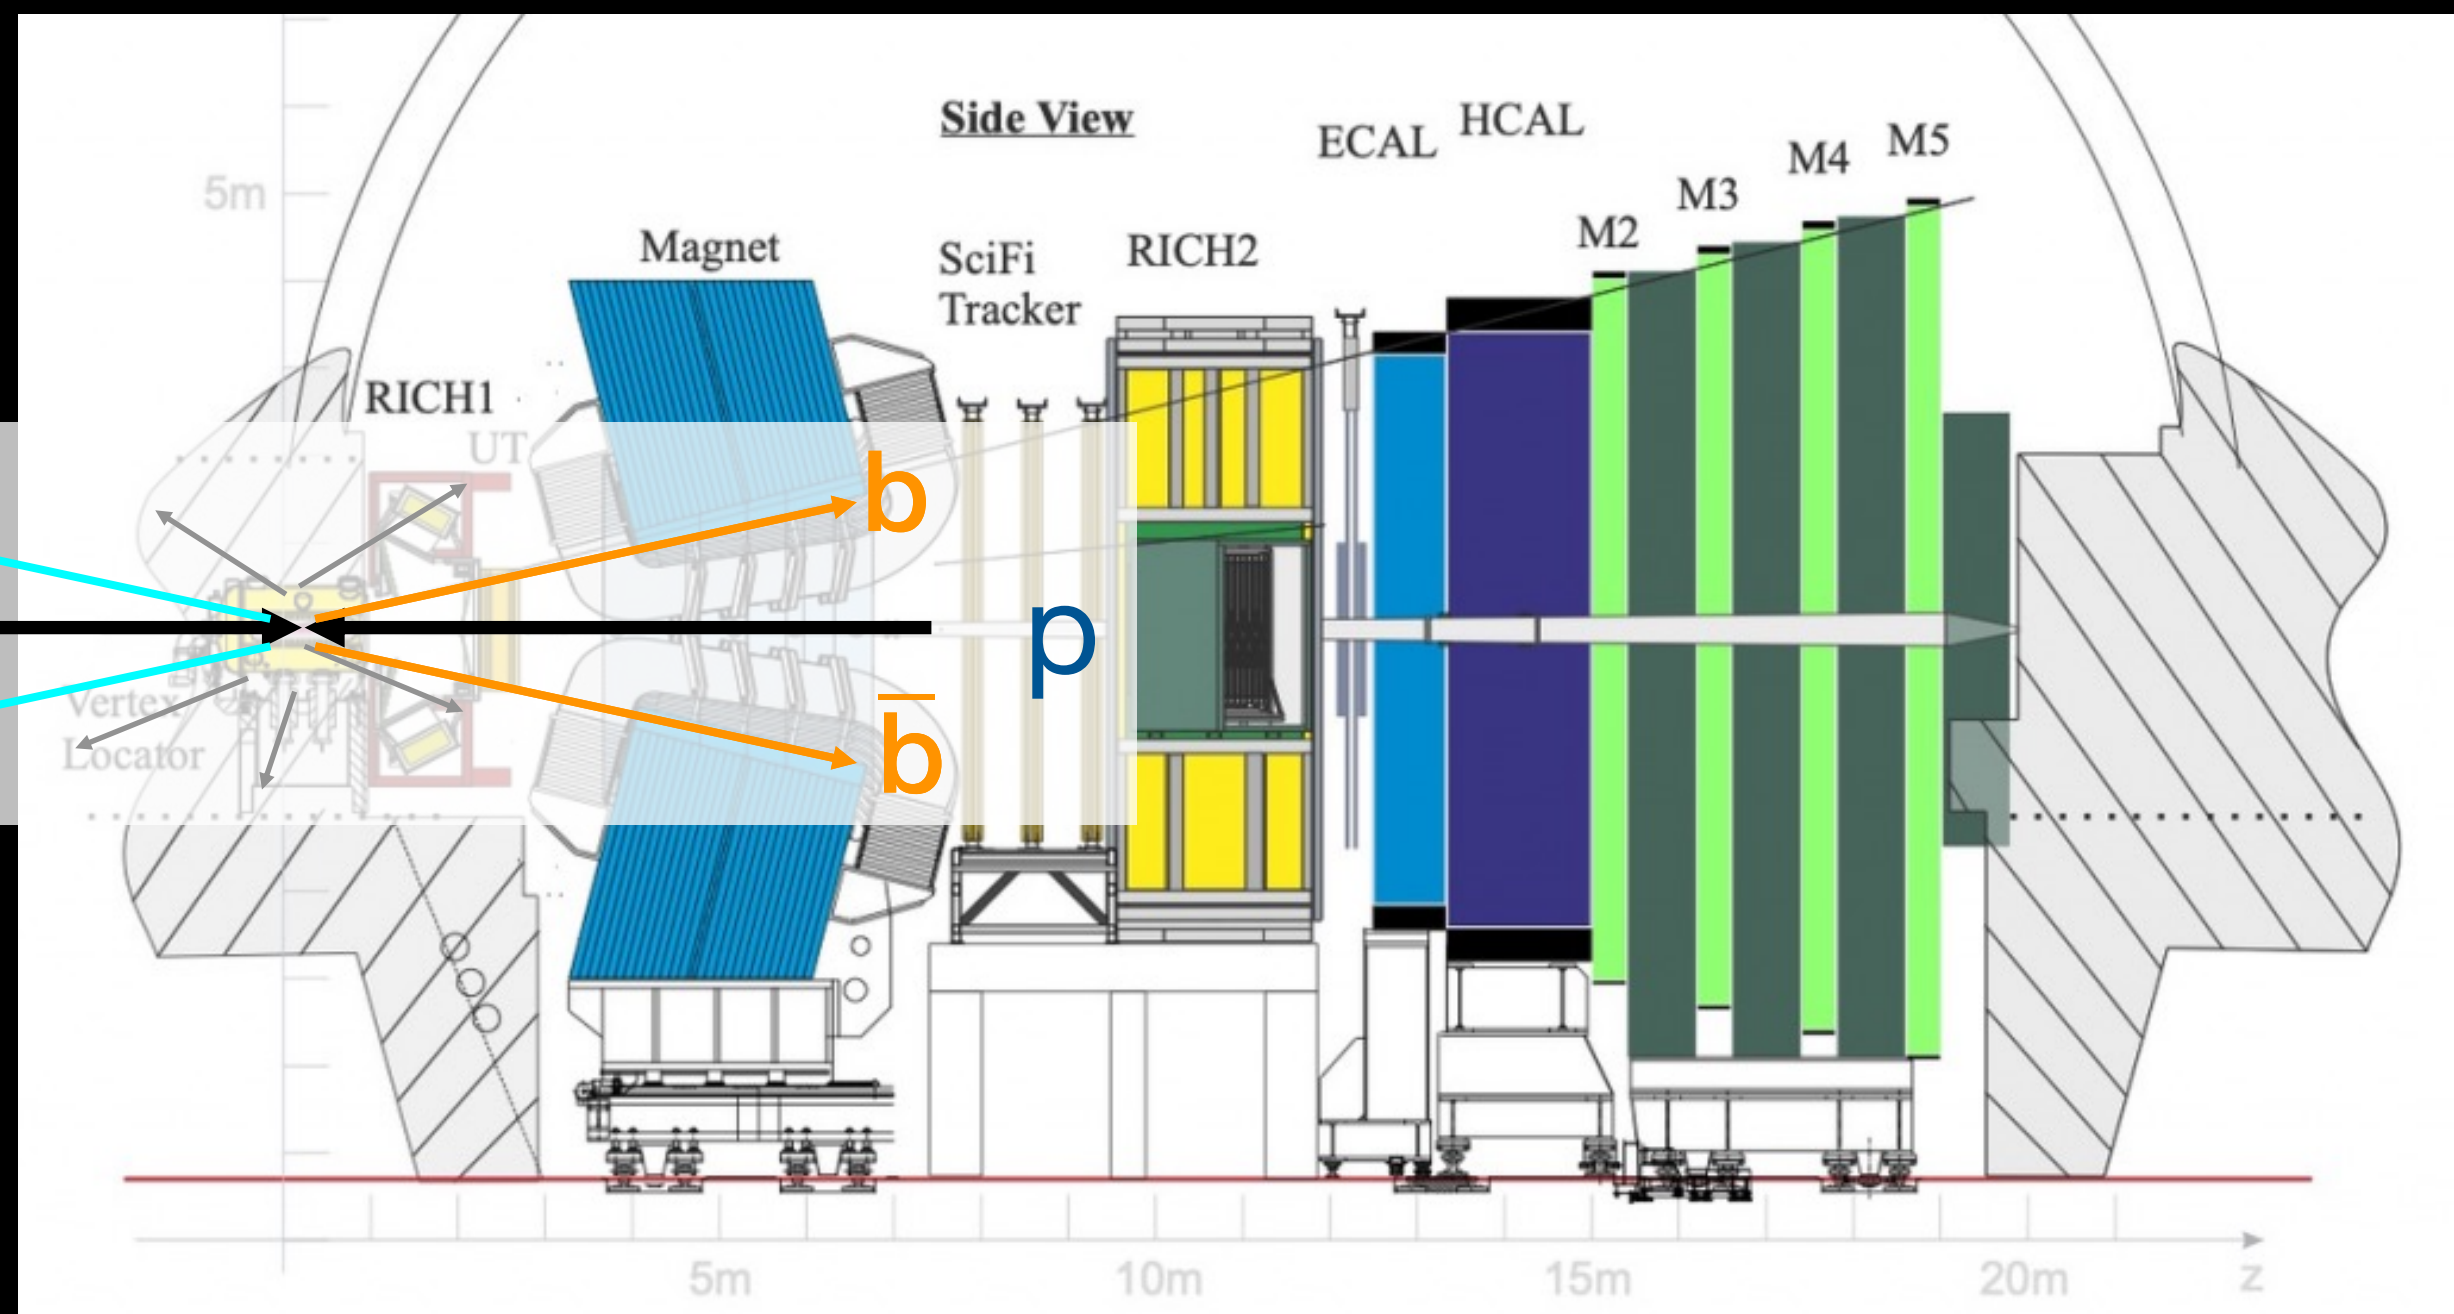 Side View
ECAL
HCAL
M5
M4
M3
M2
5m
Magnet
SciFi
Tracker
RICH2
RICH1
UT
b
p
b̅
Vertex
Locator
5m
10m
15m
20m
z